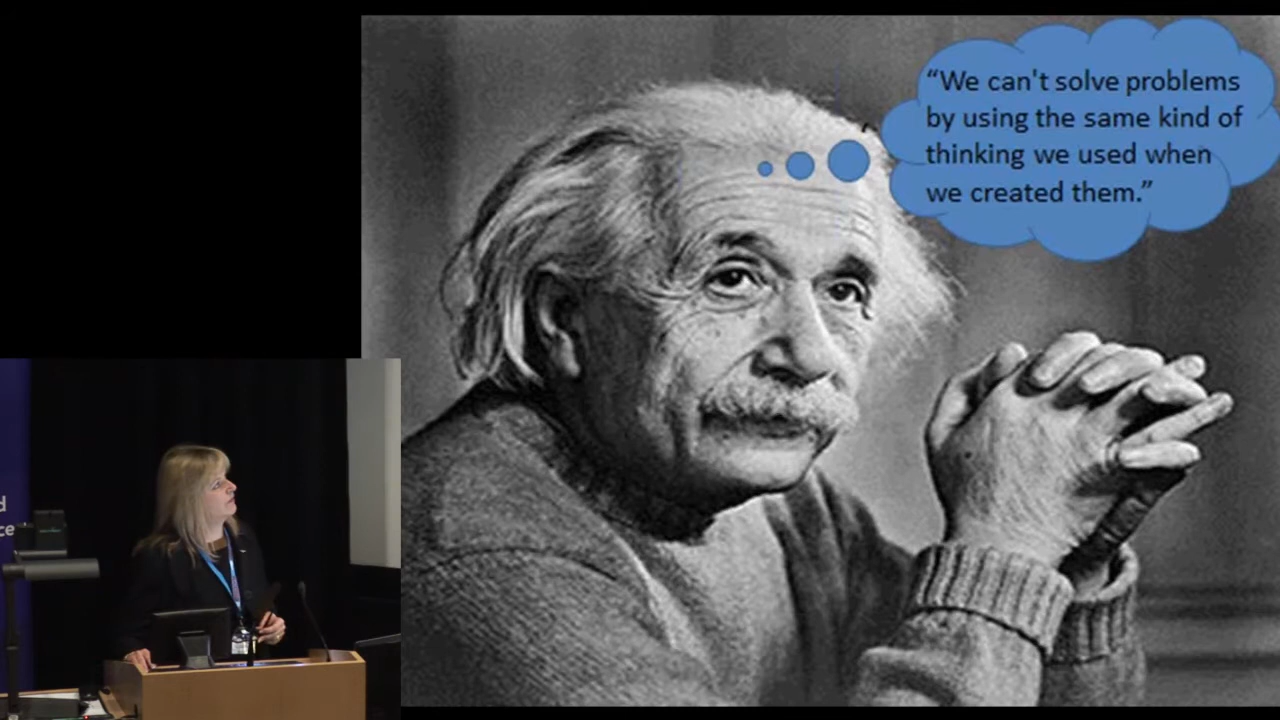 “We can't solve problems
by using the same kind of
thinking we used when
we created them.”